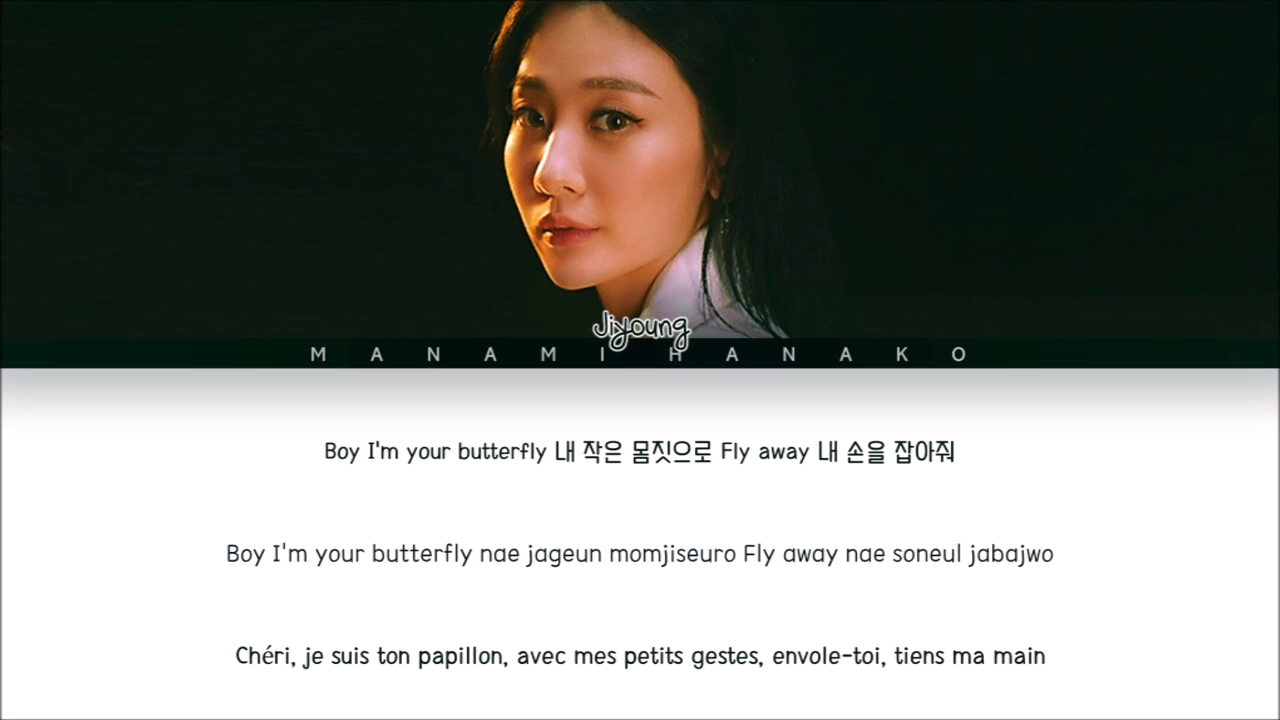 Jiyoung
MANAMI HANAKO
Boy I'm your butterfly 내 작은 몸짓으로 Fly away 내 손을 잡아줘
Boy I'm your butterfly nae jageun momjiseuro Fly away nae soneul jabajwo
Chéri, je suis ton papillon, avec mes petits gestes, envole-toi, tiens ma main